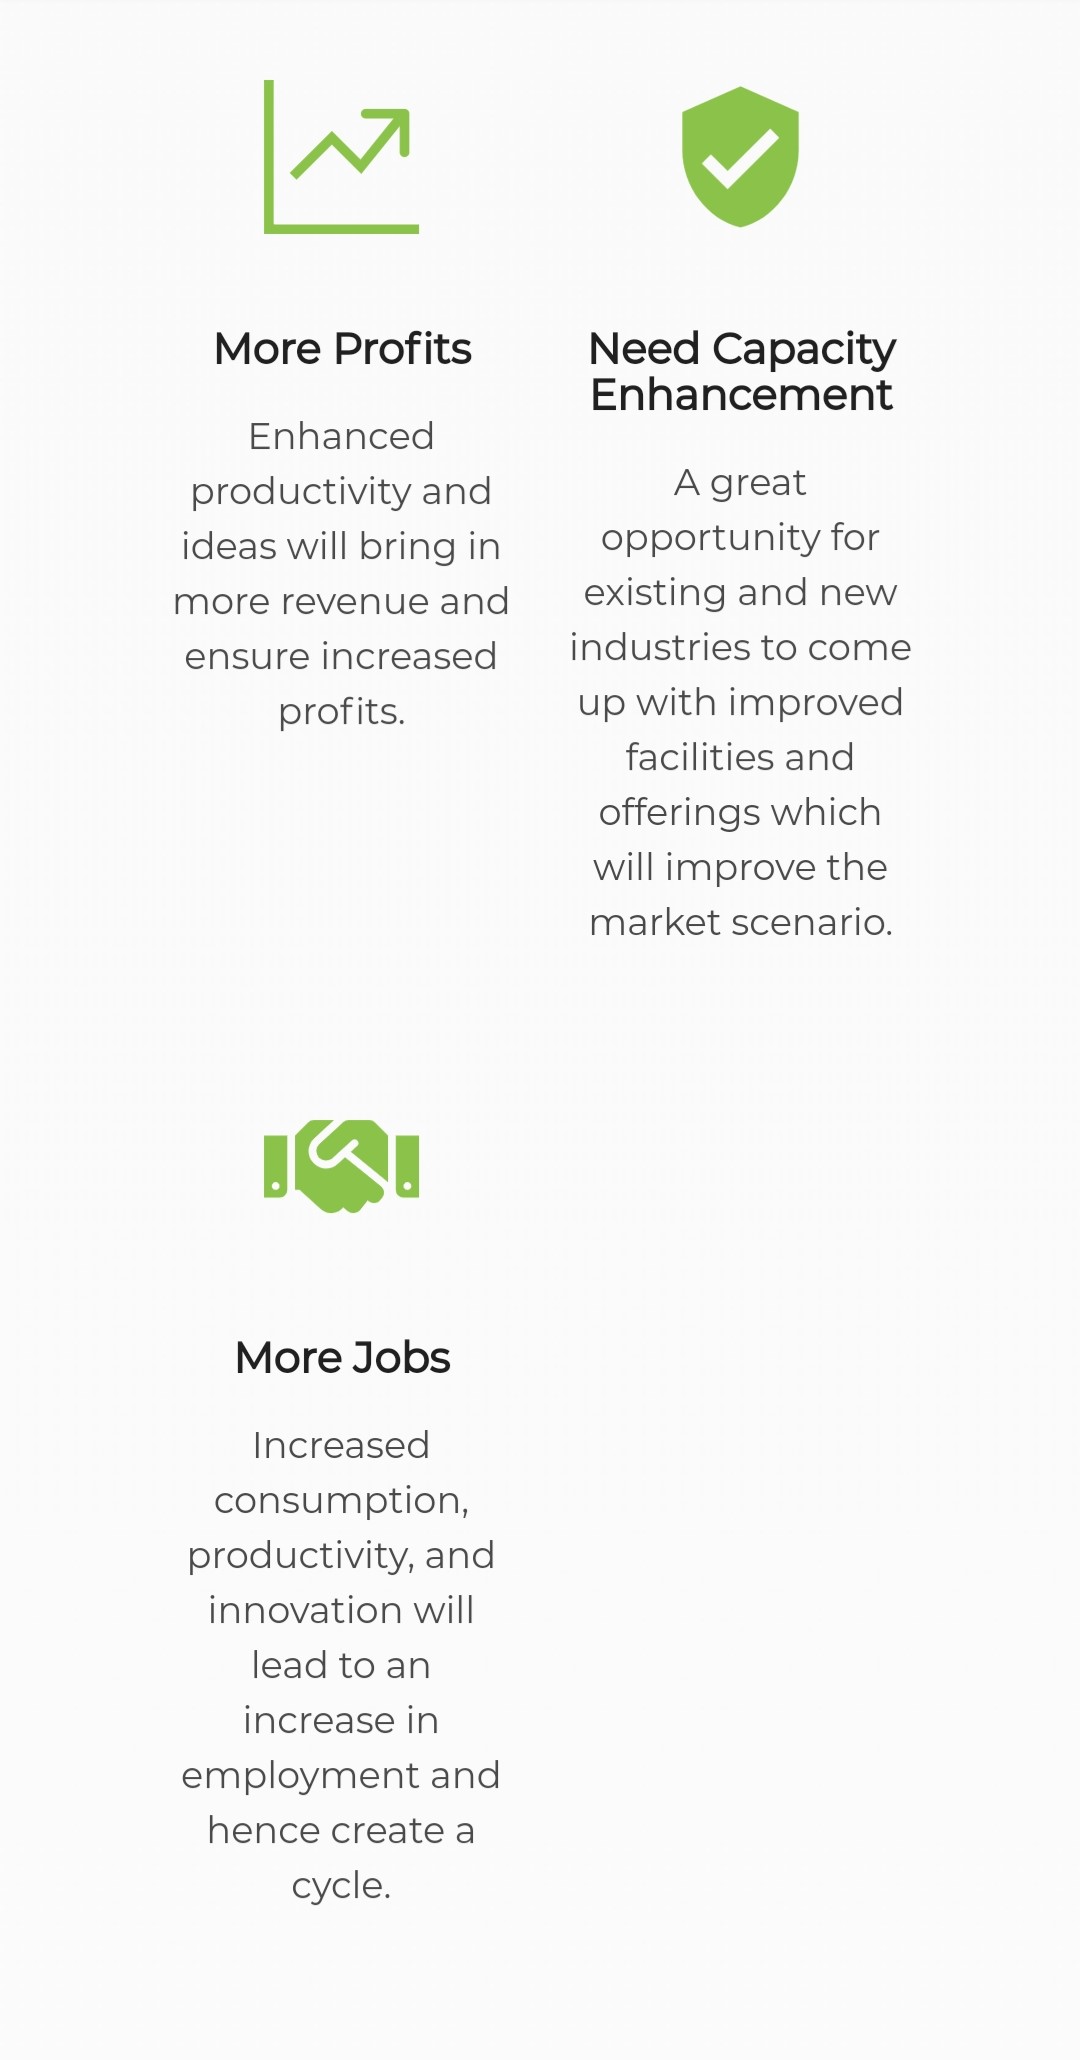 More Profits
Enhanced
productivity and
ideas will bring in
more revenue and
ensure increased
profits.
Need Capacity
Enhancement
A great
opportunity for
existing and new
industries to come
up with improved
facilities and
offerings which
will improve the
market scenario.
More Jobs
Increased
consumption,
productivity, and
innovation will
lead to an
increase in
employment and
hence create a
cycle.